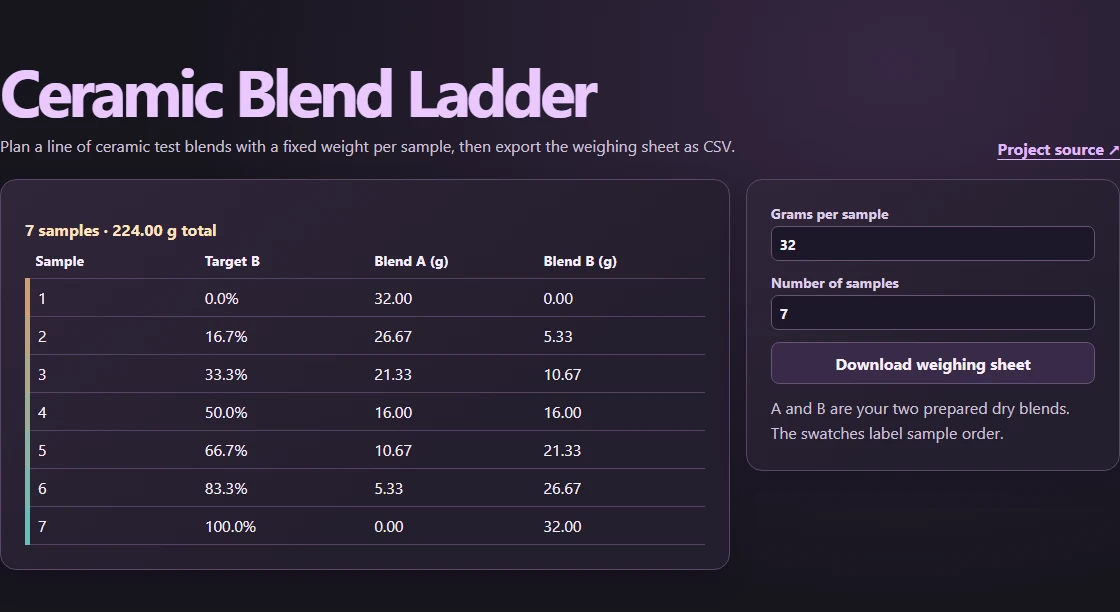 Ceramic Blend Ladder
Plan a line of ceramic test blends with a fixed weight per sample, then export the weighing sheet as CSV.
Project source ↗
7 samples · 224.00 g total
Sample Target B Blend A (g) Blend B (g)
1 0.0% 32.00 0.00
2 16.7% 26.67 5.33
3 33.3% 21.33 10.67
4 50.0% 16.00 16.00
5 66.7% 10.67 21.33
6 83.3% 5.33 26.67
7 100.0% 0.00 32.00
Grams per sample
32
Number of samples
7
Download weighing sheet
A and B are your two prepared dry blends.
The swatches label sample order.